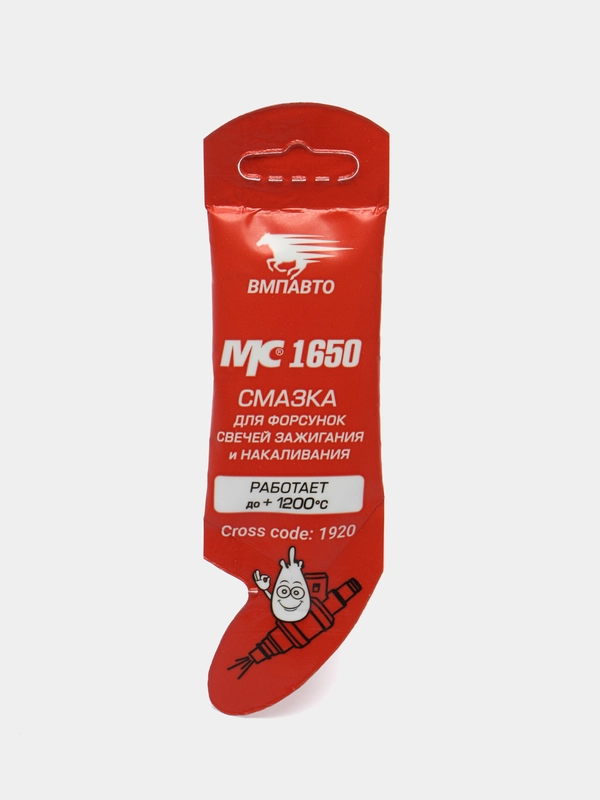 ВМПАВТО
МС® 1650
СМАЗКА
ДЛЯ ФОРСУНОК
СВЕЧЕЙ ЗАЖИГАНИЯ
и НАКАЛИВАНИЯ
РАБОТАЕТ
до + 1200°С
Cross code: 1920